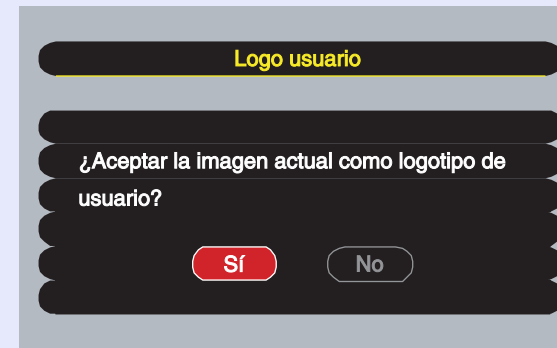 Logo usuario
¿Aceptar la imagen actual como logotipo de
usuario?
Sí No